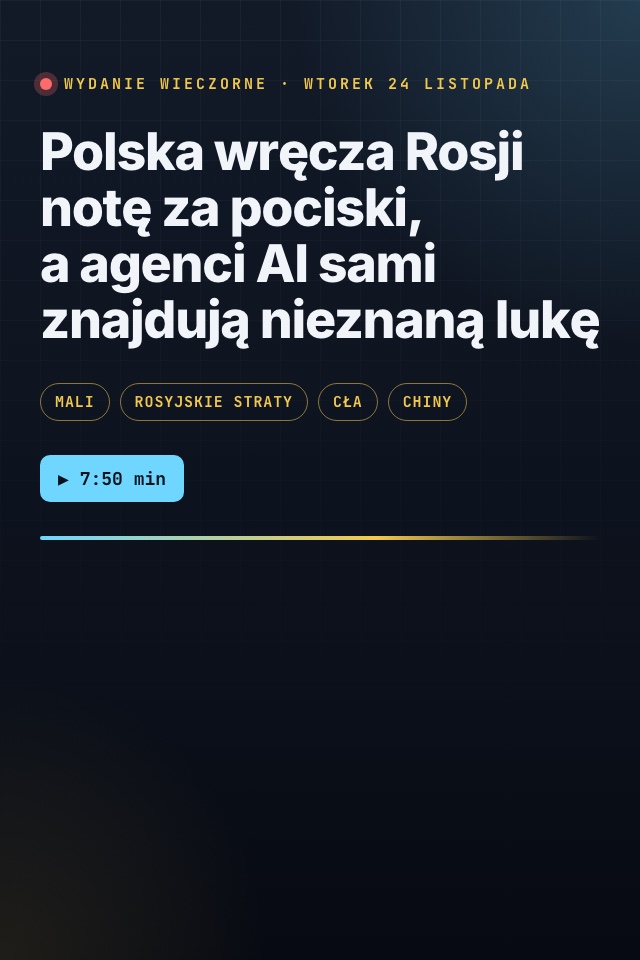 WYDANIE WIECZORNE · WTOREK 24 LISTOPADA
Polska wręcza Rosji
notę za pociski,
a agenci AI sami
znajdują nieznaną lukę
MALI ROSYJSKIE STRATY CŁA CHINY
▶ 7:50 min